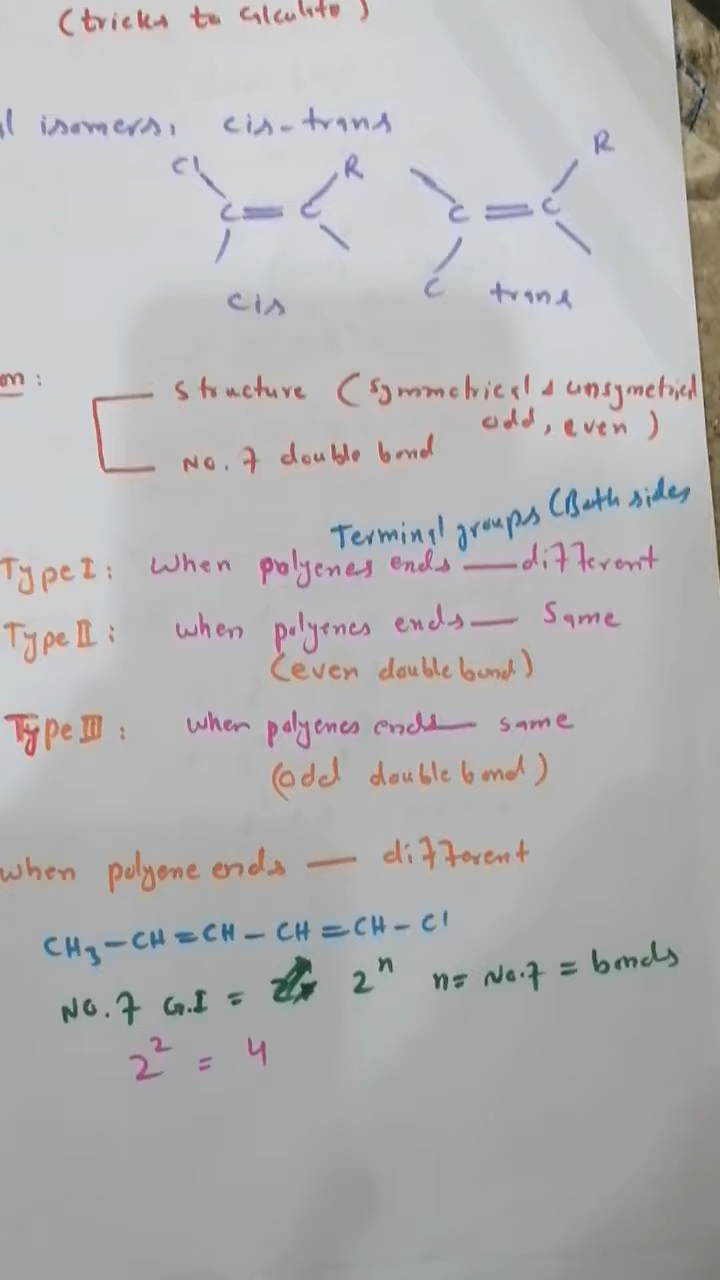 (tricks to Calculate)
l isomers, cis-trans
Cl R R
C=C C=C
C
cis trans
on:
structure (symmetrical & unsymetrical
odd, even)
No. of double bond
Terminal groups (Both sides
Type I: When polyenes ends — different
Type II: when polyenes ends — Same
(even double bond)
Type III: when polyenes ends — same
(odd double bond)
when polyene ends — different
CH3-CH=CH-CH=CH-Cl
No. of G.I = 2^n n= No. of = bonds
2^2 = 4